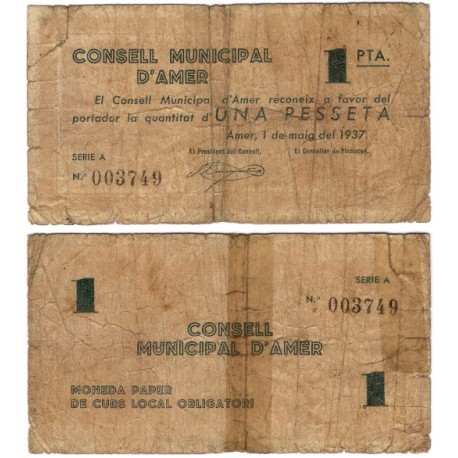 CONSELL MUNICIPAL
D'AMER
1 PTA.
El Consell Municipa d'Amer reconeix a favor del
portador la quantitat d'UNA PESSETA
Amer, 1 de maig del 1937.
El President del Consell, El Conseller de Finances,
SERIE A
N.º 003749
1
SERIE A
N.º 003749
CONSELL
MUNICIPAL D'AMER
MONEDA PAPER
DE CURS LOCAL OBLIGATORI
1